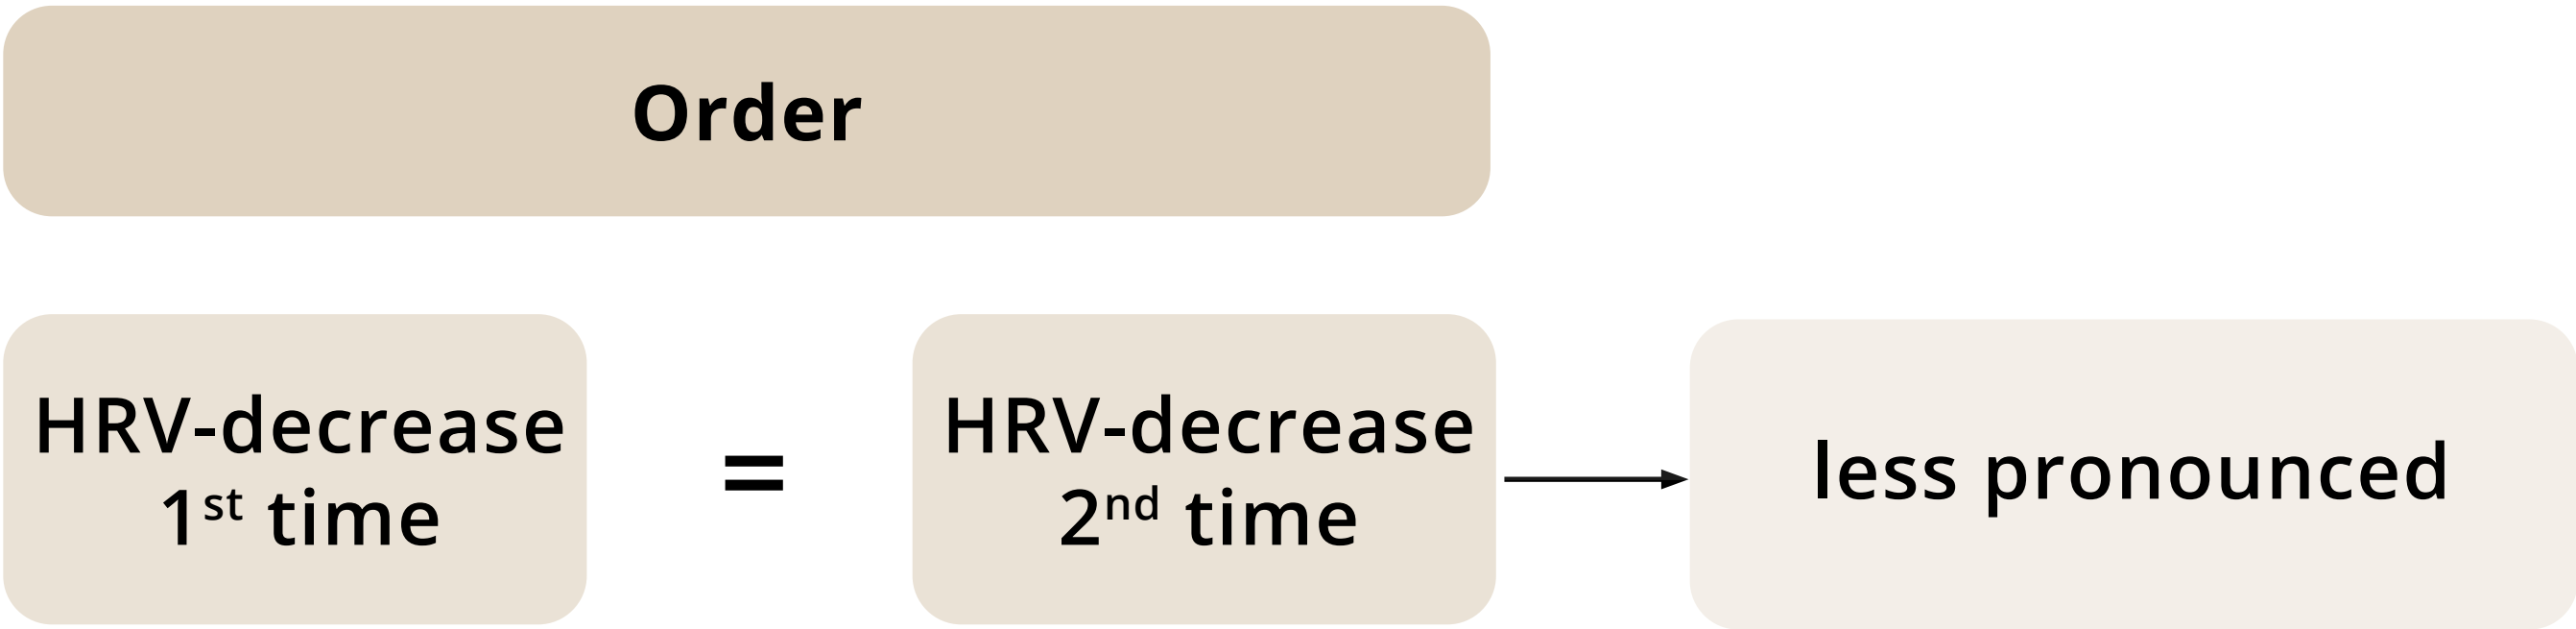 Order
HRV-decrease
1st time
=
HRV-decrease
2nd time
less pronounced